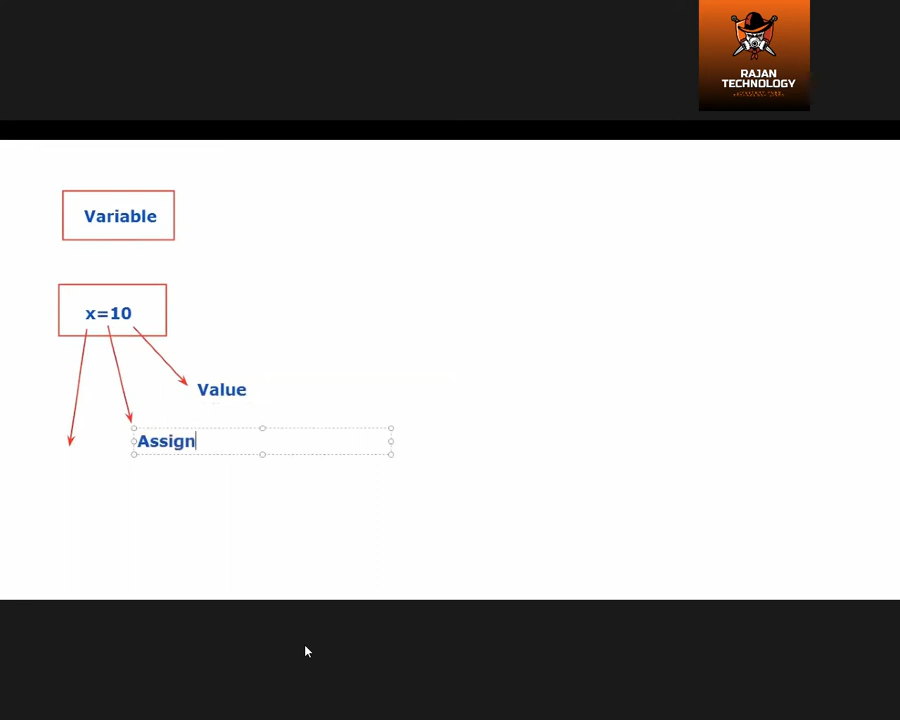 RAJAN
TECHNOLOGY
Variable
x=10
Value
Assign